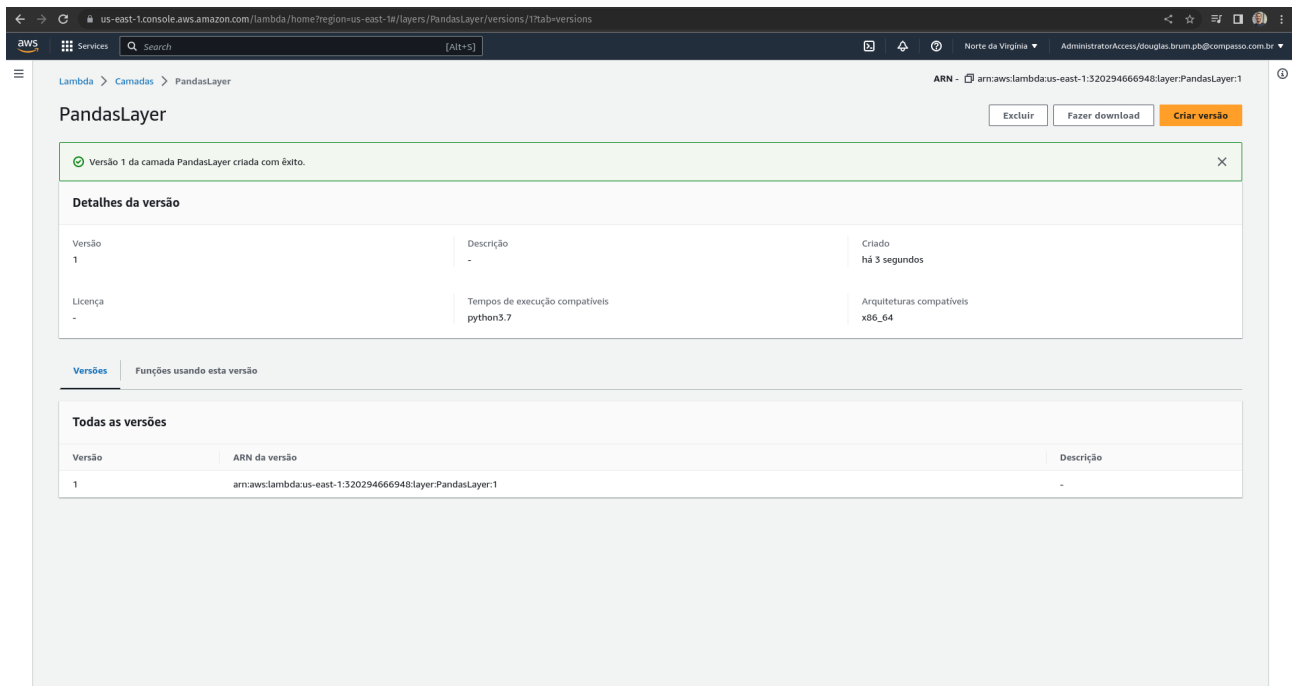 us-east-1.console.aws.amazon.com/lambda/home?region=us-east-1#/layers/PandasLayer/versions/1?tab=versions
aws Services Search [Alt+S] Norte da Virgínia ▼ AdministratorAccess/douglas.brum.pb@compasso.com.br ▼
Lambda > Camadas > PandasLayer ARN - arn:aws:lambda:us-east-1:320294666948:layer:PandasLayer:1
PandasLayer Excluir Fazer download Criar versão
Versão 1 da camada PandasLayer criada com êxito.
Detalhes da versão
Versão Descrição Criado
1 - há 3 segundos
Licença Tempos de execução compatíveis Arquiteturas compatíveis
- python3.7 x86_64
Versões Funções usando esta versão
Todas as versões
Versão ARN da versão Descrição
1 arn:aws:lambda:us-east-1:320294666948:layer:PandasLayer:1 -